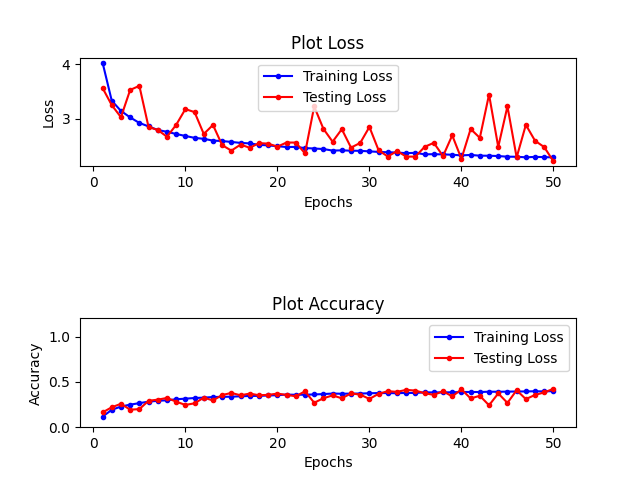 Plot Loss
4
3
Loss
Training Loss
Testing Loss
0
10
20
30
40
50
Epochs
Plot Accuracy
1.0
0.5
0.0
Accuracy
Training Loss
Testing Loss
0
10
20
30
40
50
Epochs